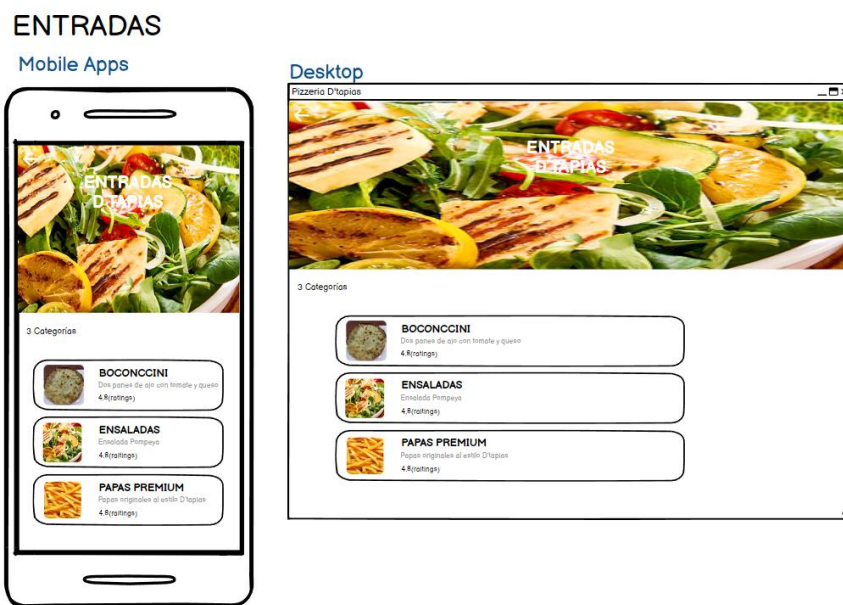 ENTRADAS
Mobile Apps
ENTRADAS
D'TAPIAS
3 Categorías
BOCONCCINI
Dos panes de ajo con tomate y queso
4.8(ratings)
ENSALADAS
Ensalada Pompeya
4.8(raitings)
PAPAS PREMIUM
Papas originales al estilo D'tapias
4.8(raitings)
Desktop
Pizzeria D'tapias
ENTRADAS
D'TAPIAS
3 Categorías
BOCONCCINI
Dos panes de ajo con tomate y queso
4.8(ratings)
ENSALADAS
Ensalada Pompeya
4.8(raitings)
PAPAS PREMIUM
Papas originales al estilo D'tapias
4.8(raitings)